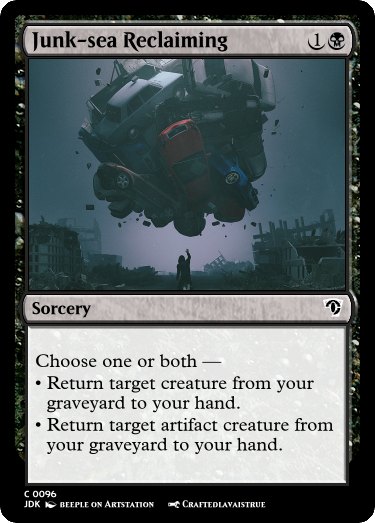 Junk-sea Reclaiming 1
Sorcery
Choose one or both —
• Return target creature from your
graveyard to your hand.
• Return target artifact creature from
your graveyard to your hand.
C 0096
JDK BEEPLE ON ARTSTATION CRAFTEDLAVAISTRUE